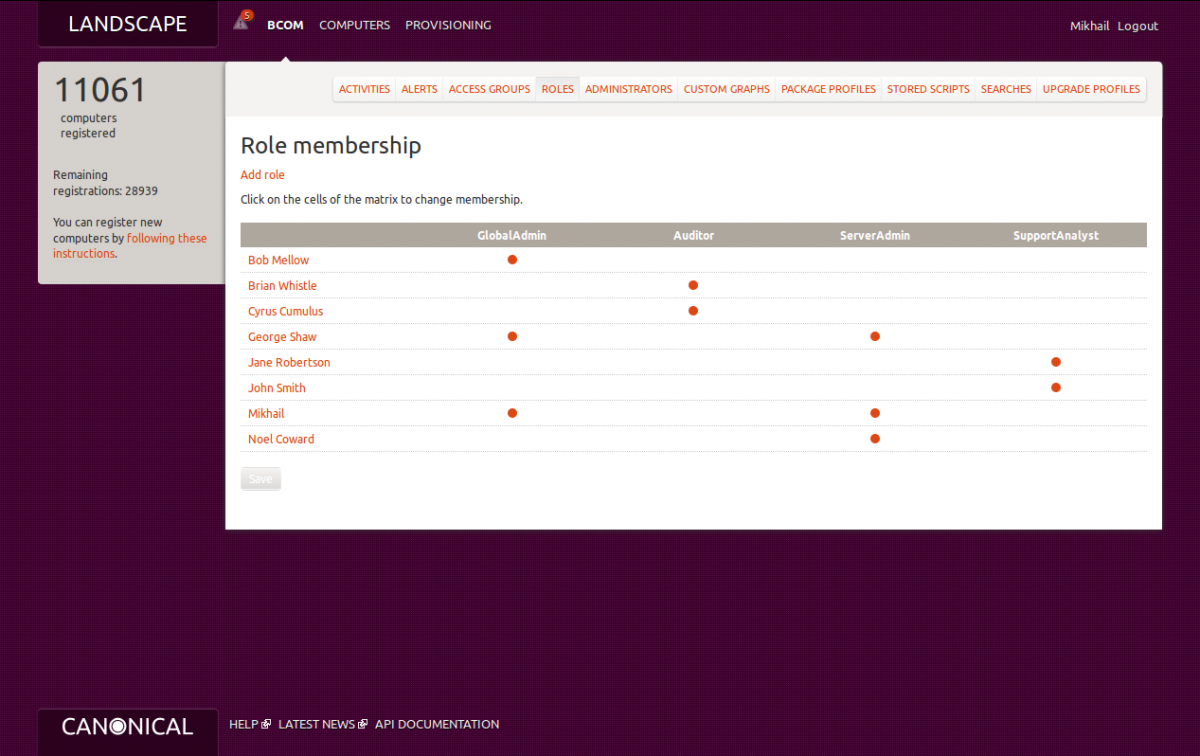 LANDSCAPE
5
BCOM COMPUTERS PROVISIONING
Mikhail Logout
11061
computers
registered
Remaining
registrations: 28939
You can register new
computers by following these
instructions.
ACTIVITIES ALERTS ACCESS GROUPS ROLES ADMINISTRATORS CUSTOM GRAPHS PACKAGE PROFILES STORED SCRIPTS SEARCHES UPGRADE PROFILES
Role membership
Add role
Click on the cells of the matrix to change membership.
GlobalAdmin Auditor ServerAdmin SupportAnalyst
Bob Mellow
Brian Whistle
Cyrus Cumulus
George Shaw
Jane Robertson
John Smith
Mikhail
Noel Coward
Save
CANONICAL
HELP LATEST NEWS API DOCUMENTATION